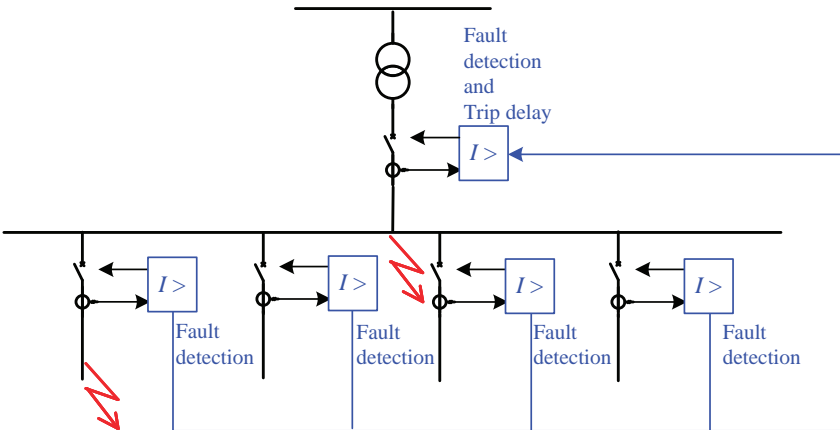 Fault
detection
and
Trip delay
I >
I >
I >
I >
I >
Fault
detection
Fault
detection
Fault
detection
Fault
detection